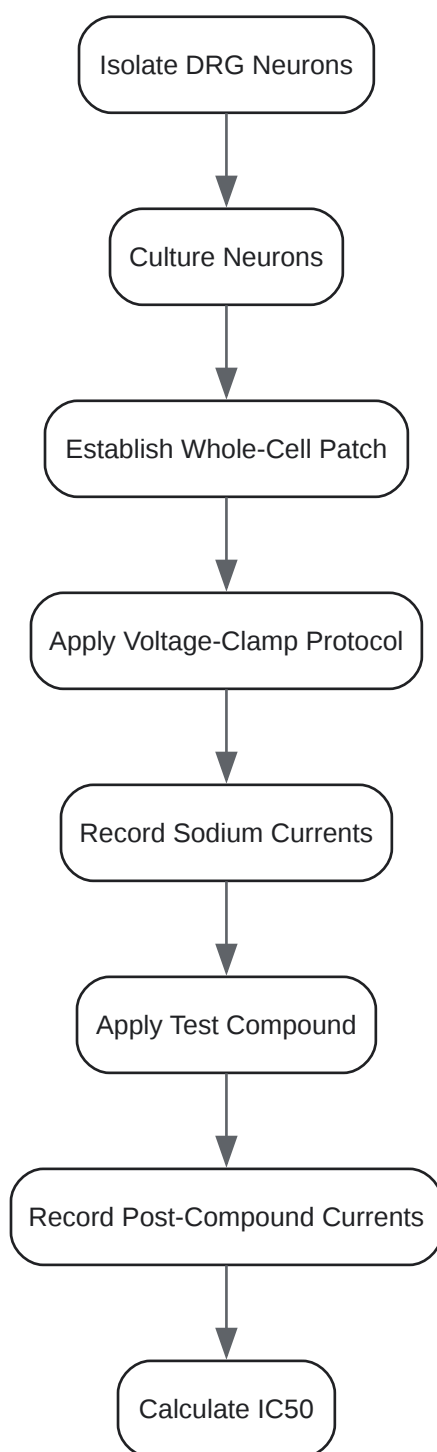 Isolate DRG Neurons
Culture Neurons
Establish Whole-Cell Patch
Apply Voltage-Clamp Protocol
Record Sodium Currents
Apply Test Compound
Record Post-Compound Currents
Calculate IC50